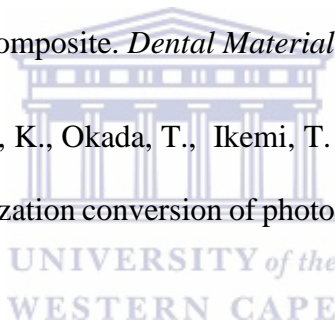 omposite. Dental Material
, K., Okada, T., Ikemi, T.
zation conversion of photo
UNIVERSITY of the
WESTERN CAPE